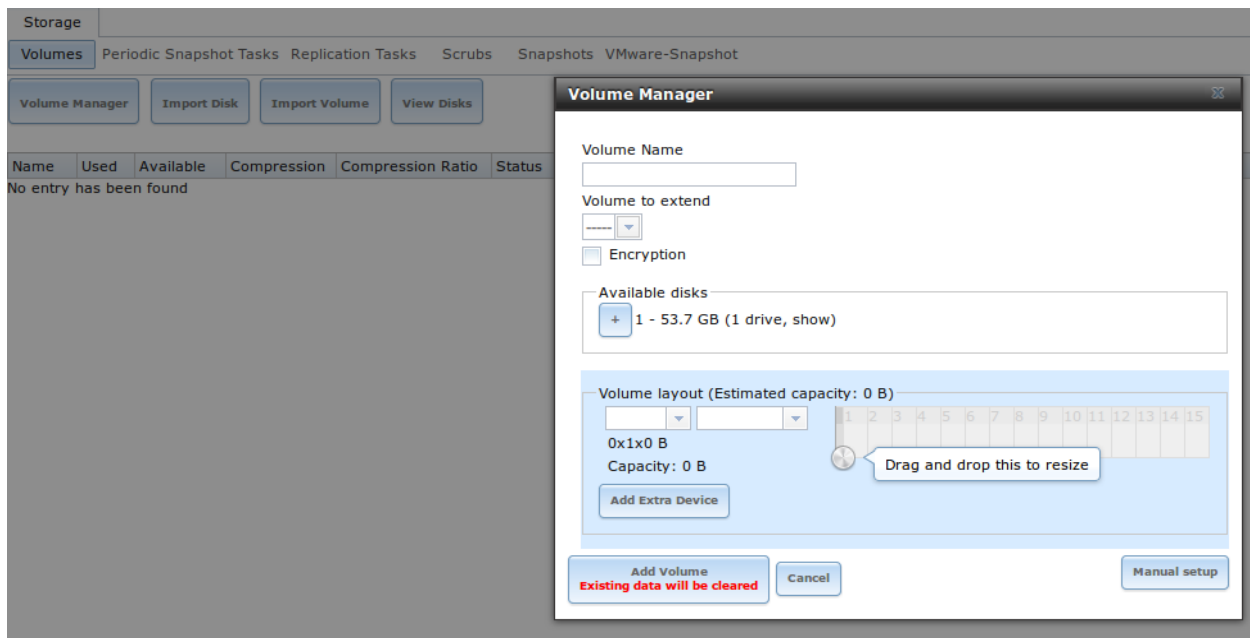 Storage
Volumes Periodic Snapshot Tasks Replication Tasks Scrubs Snapshots VMware-Snapshot
Volume Manager Import Disk Import Volume View Disks
Name Used Available Compression Compression Ratio Status
No entry has been found
Volume Manager
Volume Name
Volume to extend
-----
Encryption
Available disks
+ 1 - 53.7 GB (1 drive, show)
Volume layout (Estimated capacity: 0 B)
1 2 3 4 5 6 7 8 9 10 11 12 13 14 15
0x1x0 B
Capacity: 0 B
Drag and drop this to resize
Add Extra Device
Add Volume
Existing data will be cleared
Cancel
Manual setup